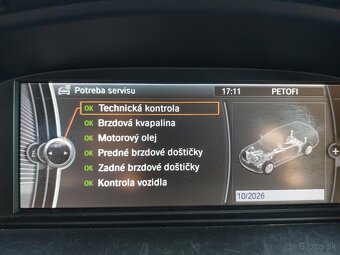 Potreba servisu
17:11
PETOFI
OK Technická kontrola
OK Brzdová kvapalina
OK Motorový olej
OK Predné brzdové doštičky
OK Zadné brzdové doštičky
OK Kontrola vozidla
10/2026